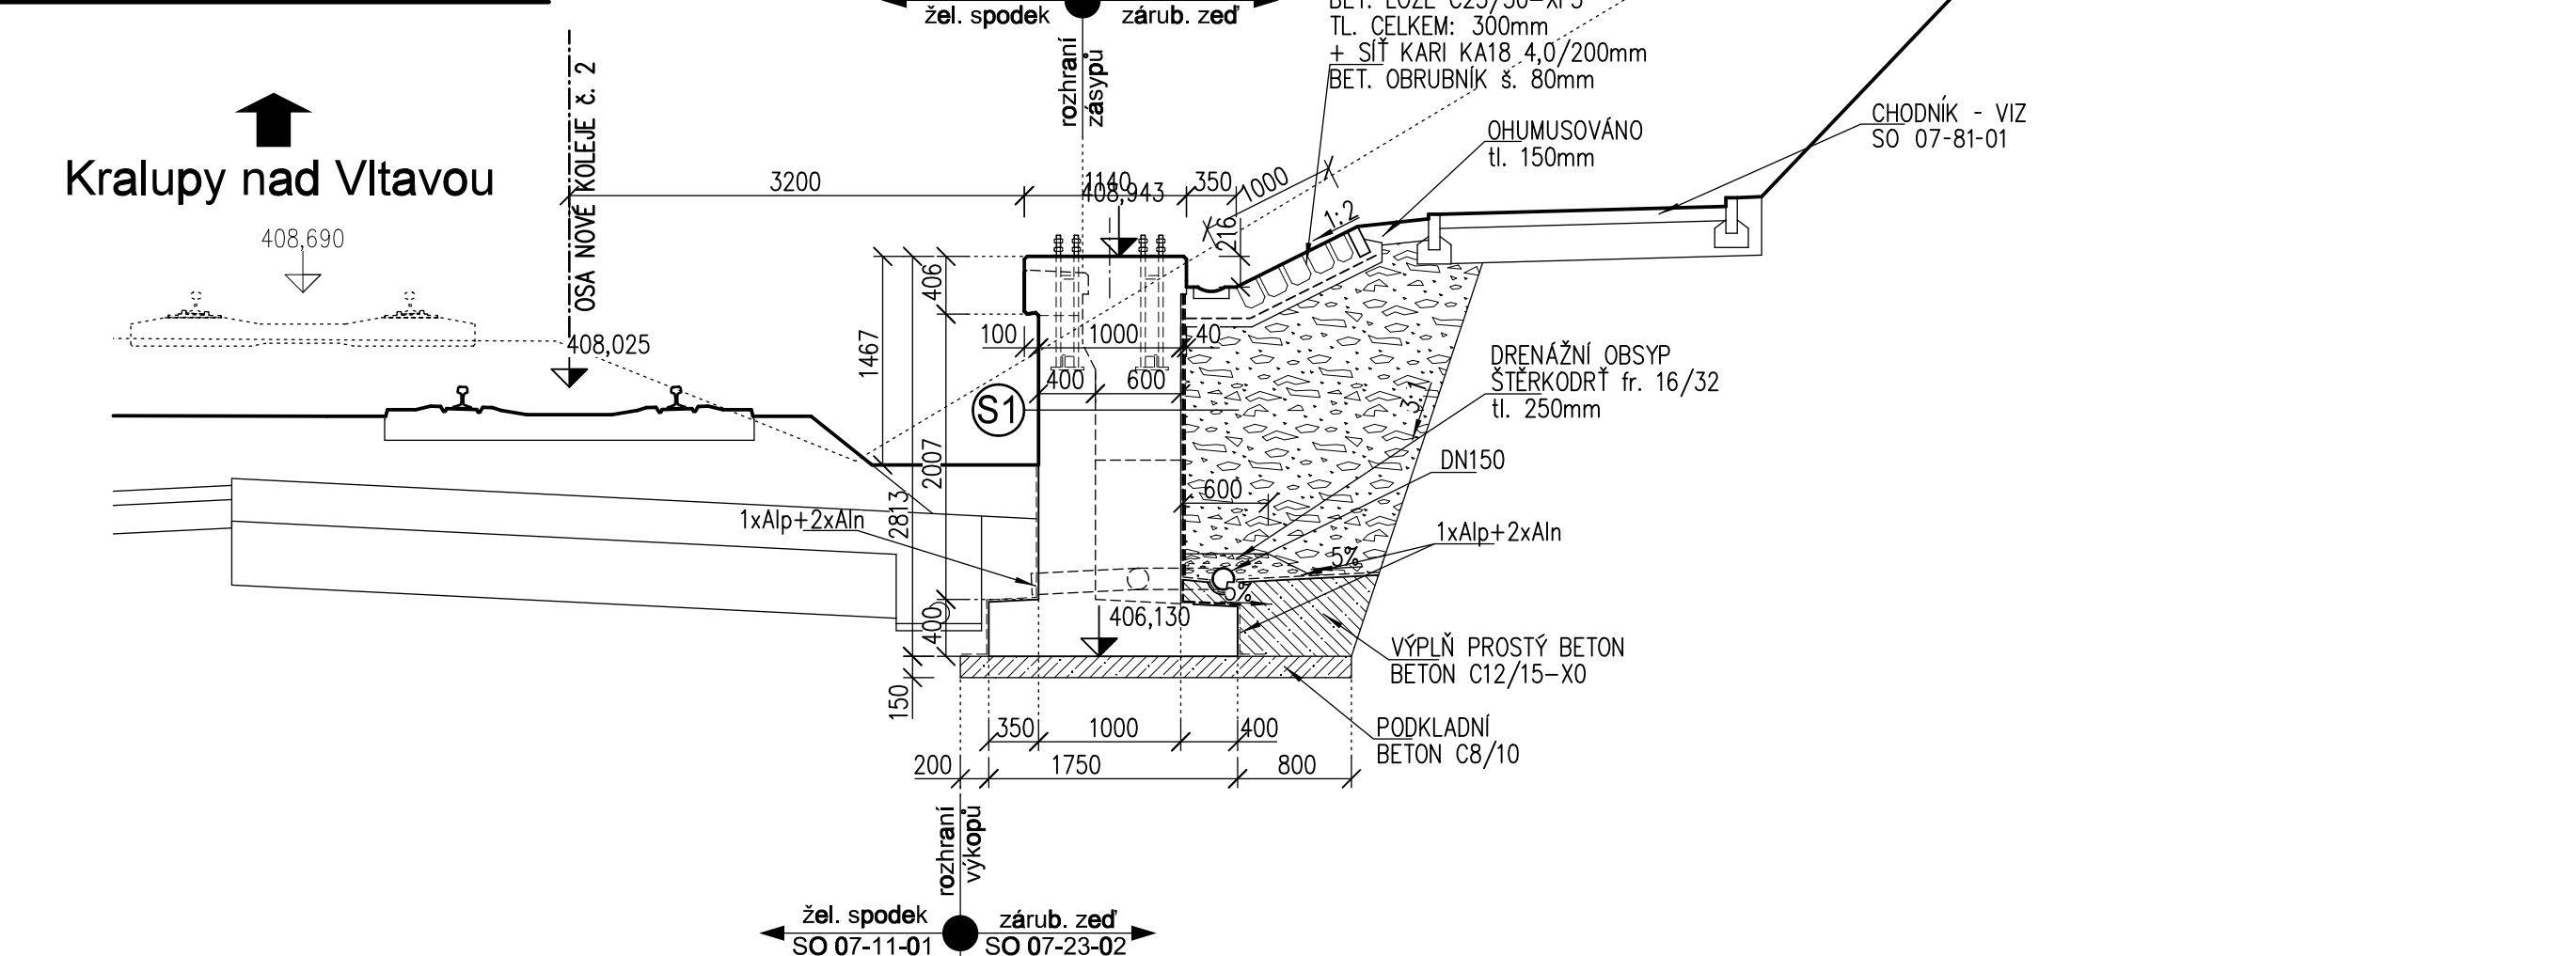 žel. spodek
zárub. zeď
rozhraní
zásypů
TL. CELKEM: 300mm
+ SÍŤ KARI KA18 4,0/200mm
BET. OBRUBNÍK š. 80mm
OSA NOVÉ KOLEJE č. 2
Kralupy nad Vltavou
408,690
CHODNÍK - VIZ
SO 07-81-01
OHUMUSOVÁNO
tl. 150mm
3200
1140
408,943
350
1000
1:2
216
406
1467
408,025
100
1000
40
400
600
S1
DRENÁŽNÍ OBSYP
ŠTĚRKODRŤ fr. 16/32
tl. 250mm
3:1
2007
2813
DN150
600
1xAlp+2xAln
1xAlp+2xAln
5%
5%
400
406,130
150
VÝPLŇ PROSTÝ BETON
BETON C12/15-X0
PODKLADNÍ
BETON C8/10
350
1000
400
200
1750
800
rozhraní
výkopů
žel. spodek
zárub. zeď
SO 07-11-01
SO 07-23-02